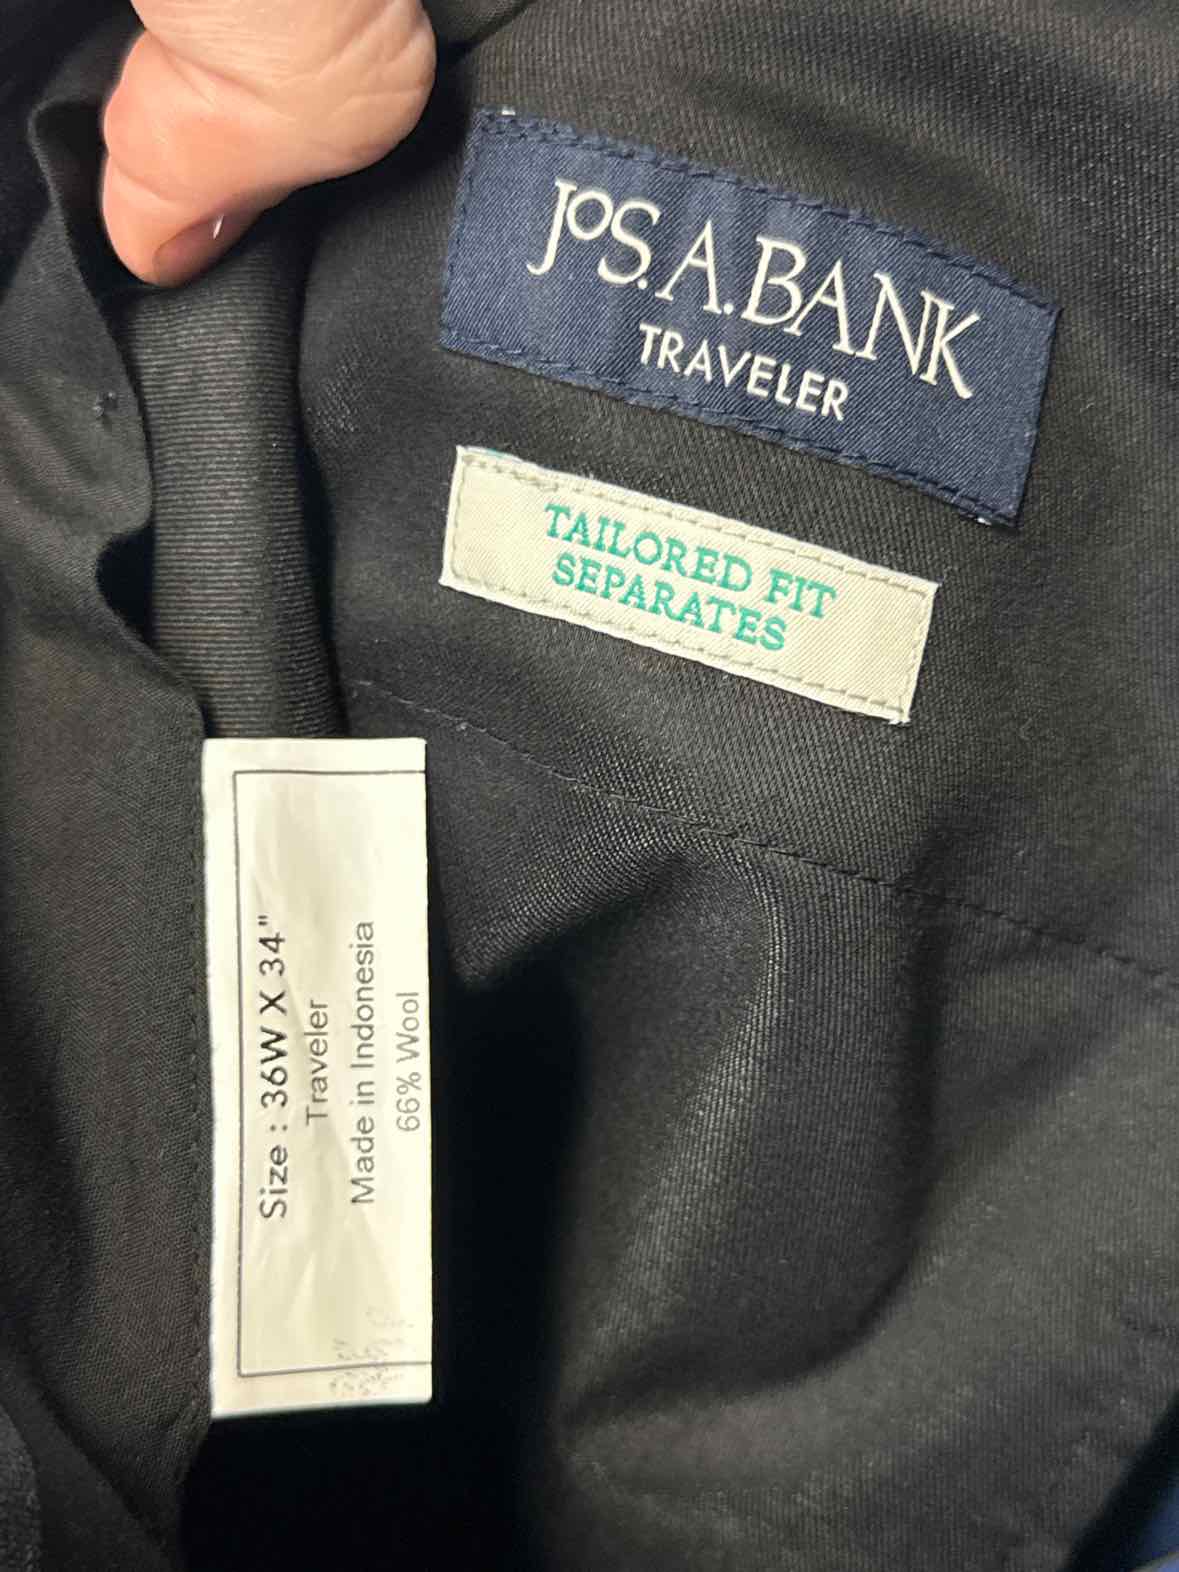 JOS. A. BANK
TRAVELER
TAILORED FIT
SEPARATES
Size : 36W X 34"
Traveler
Made in Indonesia
66% Wool